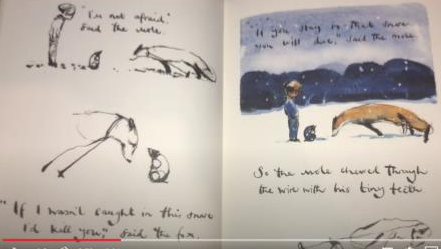 "I'm not afraid,"
said the mole.
"If I wasn't caught in this snare
I'd kill you," said the fox.
"If you stay in that snare
you will die," said the mole.
So the mole chewed through
the wire with his tiny teeth